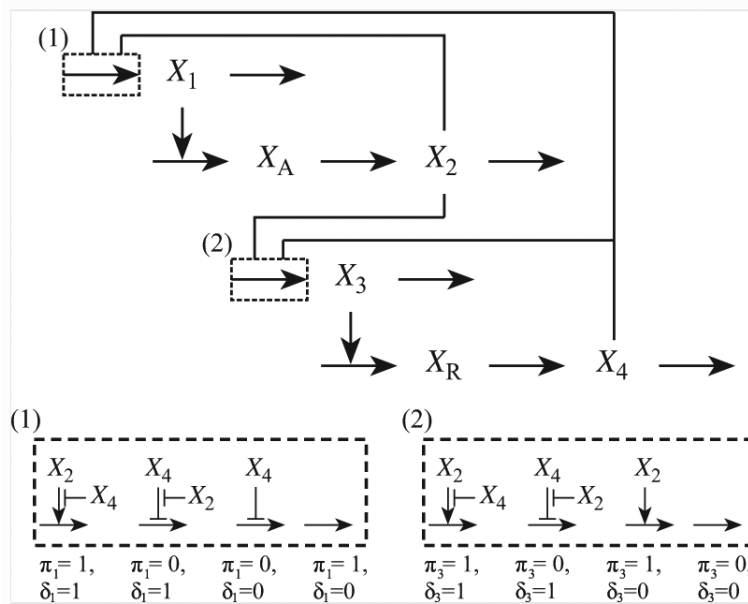 (1)
X₁
X_A X₂
(2)
X₃
X_R X₄
(1) (2)
X₂ X₄ X₄ X₂ X₄ X₂
X₄ X₂ X₄ X₂
π₁= 1, π₁= 0, π₁= 0, π₁= 1, π₃= 1, π₃= 0, π₃= 1, π₃= 0,
δ₁=1 δ₁=1 δ₁=0 δ₁=0 δ₃=1 δ₃=1 δ₃=0 δ₃=0